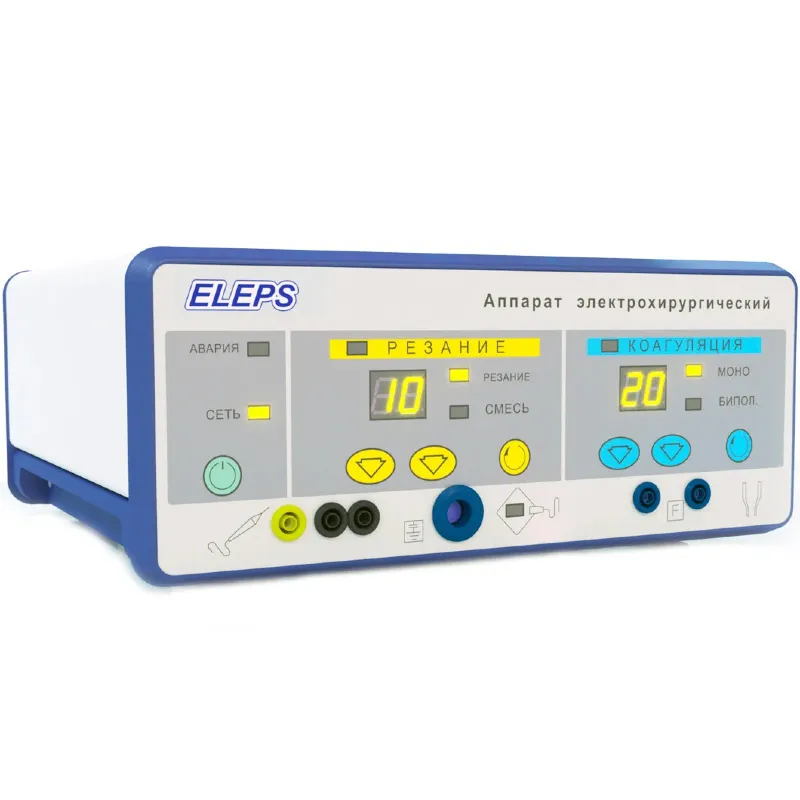 ELEPS
Аппарат электрохирургический
АВАРИЯ
СЕТЬ
РЕЗАНИЕ
10
РЕЗАНИЕ
СМЕСЬ
КОАГУЛЯЦИЯ
20
МОНО
БИПОЛ.
F